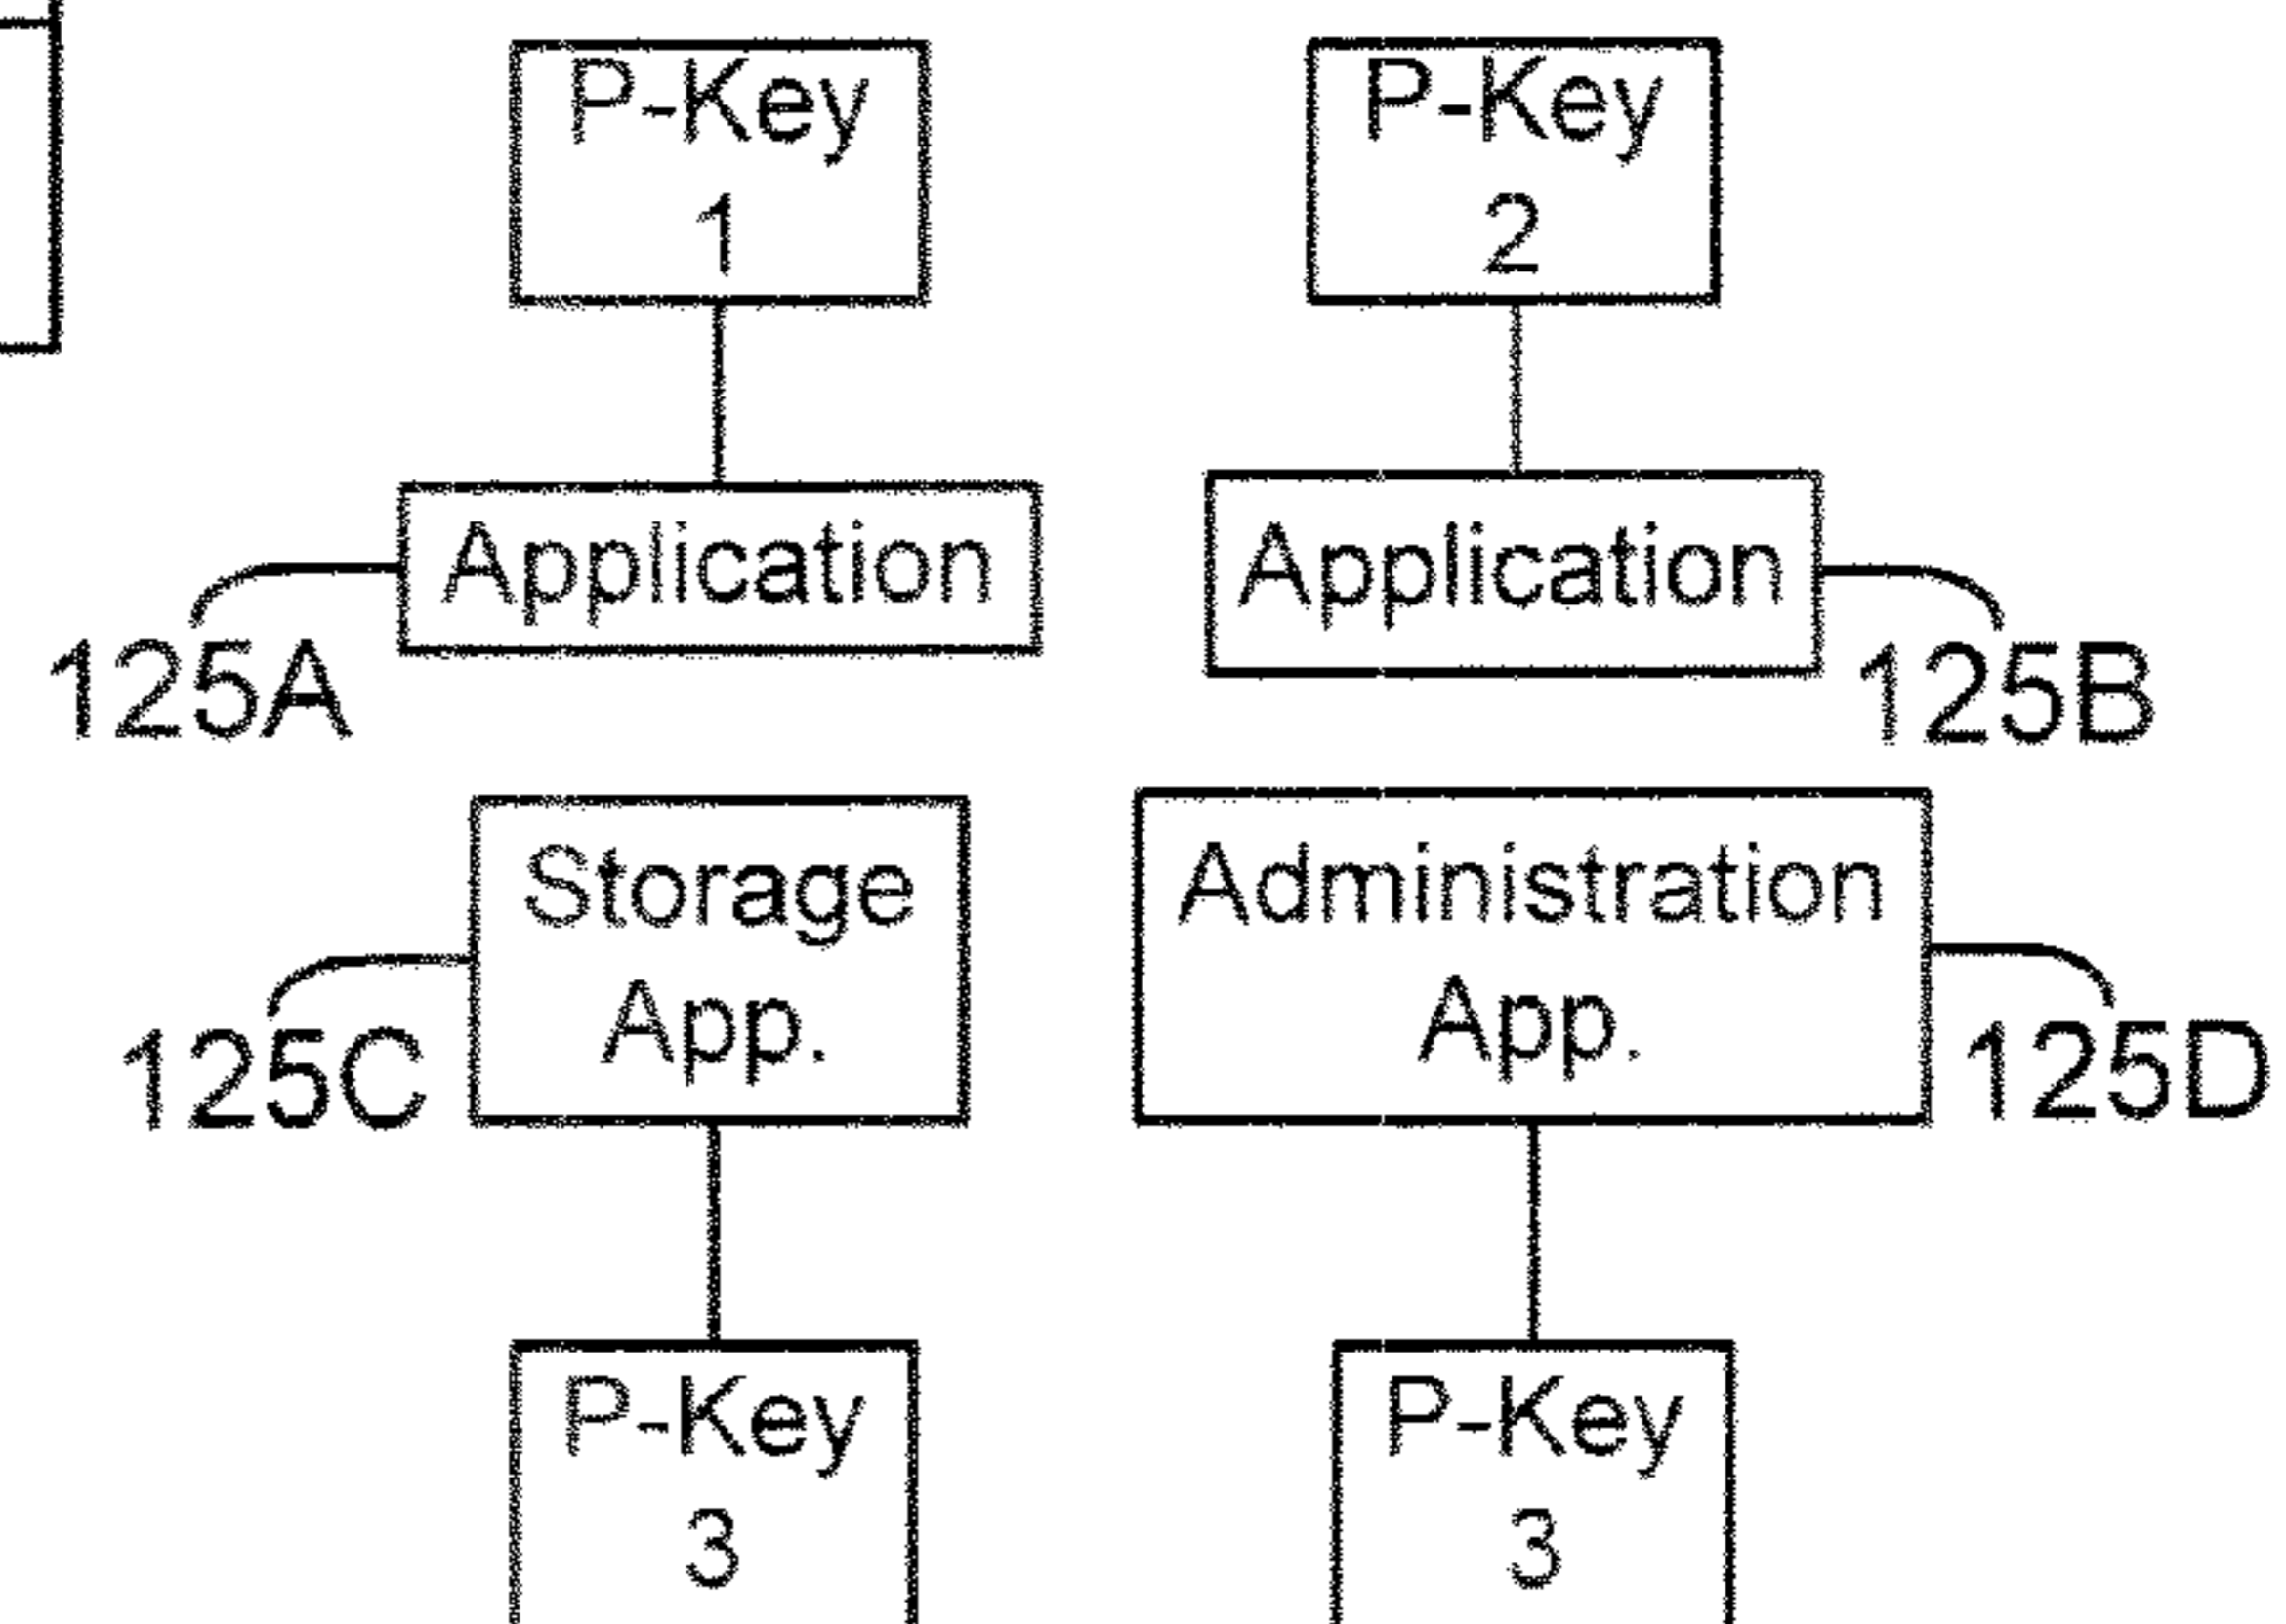 P-Key
1
P-Key
2
Application
Application
125A
125B
Storage
App.
Administration
App.
125C
125D
P-Key
3
P-Key
3